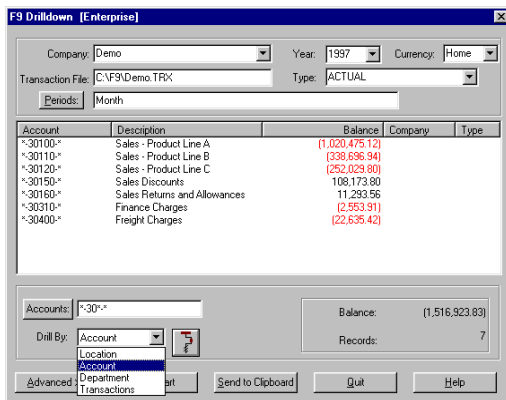 F9 Drilldown [Enterprise]
Company: Demo Year: 1997 Currency: Home
Transaction File: C:\F9\Demo.TRX Type: ACTUAL
Periods: Month
Account Description Balance Company Type
*-30100-* Sales - Product Line A (1,020,475.12)
*-30110-* Sales - Product Line B (338,696.94)
*-30120-* Sales - Product Line C (252,029.80)
*-30150-* Sales Discounts 108,173.80
*-30160-* Sales Returns and Allowances 11,293.56
*-30310-* Finance Charges (2,553.91)
*-30400-* Freight Charges (22,635.42)
Accounts: *-30*-* Balance: (1,516,923.83)
Drill By: Account Records: 7
Location
Account
Department
Transactions
Advanced Send to Clipboard Quit Help